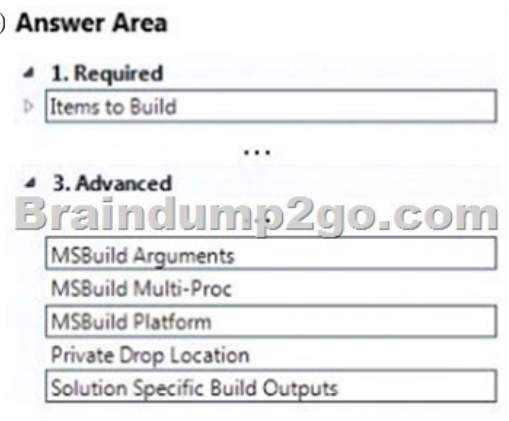 ) Answer Area
1. Required
Items to Build
...
3. Advanced
Braindump2go.com
MSBuild Arguments
MSBuild Multi-Proc
MSBuild Platform
Private Drop Location
Solution Specific Build Outputs